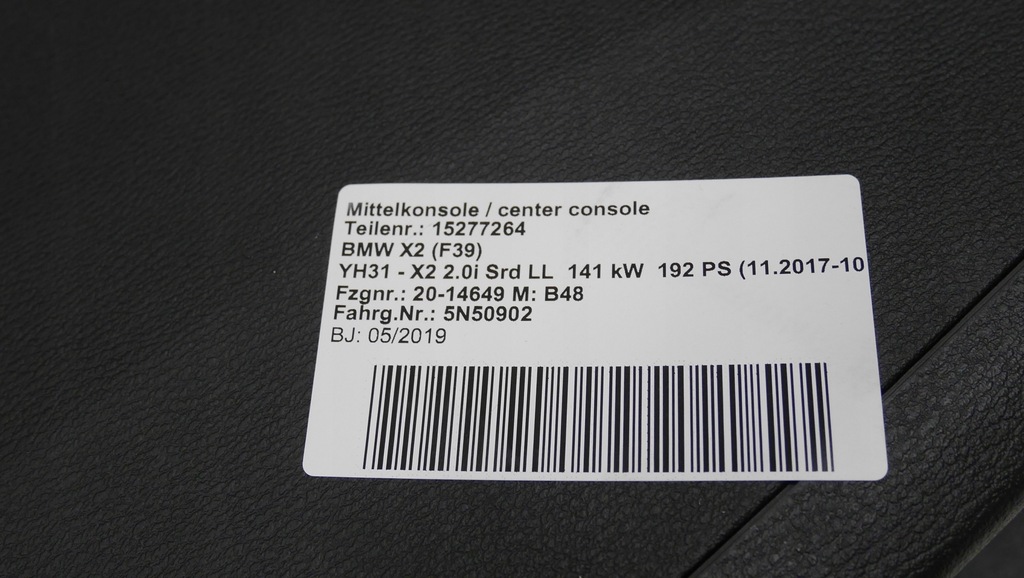 Mittelkonsole / center console
Teilenr.: 15277264
BMW X2 (F39)
YH31 - X2 2.0i Srd LL 141 kW 192 PS (11.2017-10
Fzgnr.: 20-14649 M: B48
Fahrg.Nr.: 5N50902
BJ: 05/2019